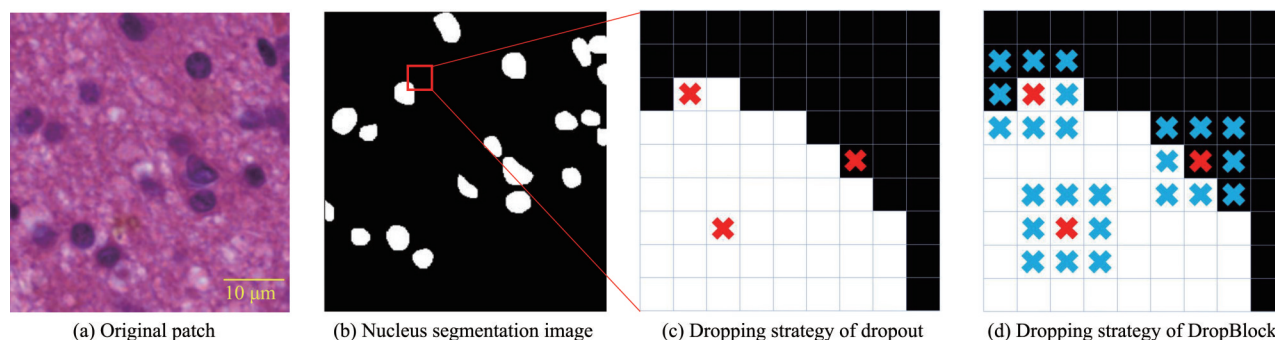 10 μm
(a) Original patch
(b) Nucleus segmentation image
(c) Dropping strategy of dropout
(d) Dropping strategy of DropBlock